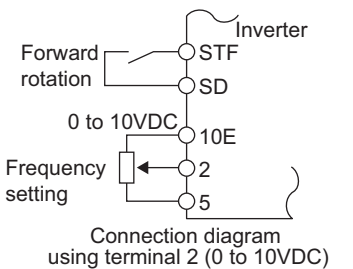 Inverter
Forward
rotation
STF
SD
0 to 10VDC
10E
Frequency
setting
2
5
Connection diagram
using terminal 2 (0 to 10VDC)